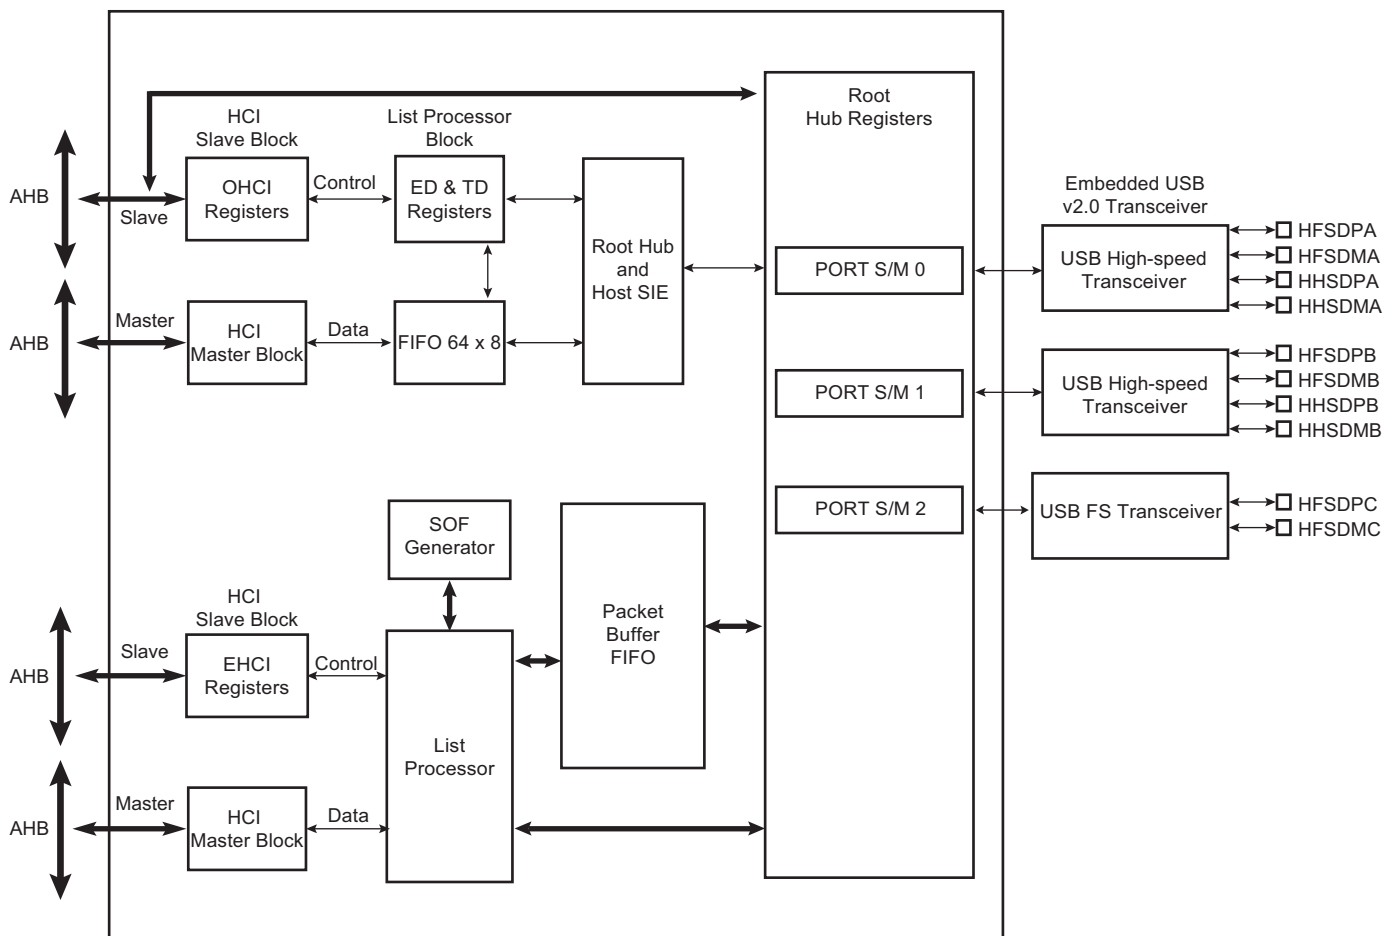 Root
Hub Registers
HCI
Slave Block
List Processor
Block
AHB
Slave
OHCI
Registers
Control
ED & TD
Registers
Root Hub
and
Host SIE
Embedded USB
v2.0 Transceiver
PORT S/M 0
USB High-speed
Transceiver
HFSDPA
HFSDMA
HHSDPA
HHSDMA
AHB
Master
HCI
Master Block
Data
FIFO 64 x 8
PORT S/M 1
USB High-speed
Transceiver
HFSDPB
HFSDMB
HHSDPB
HHSDMB
PORT S/M 2
USB FS Transceiver
HFSDPC
HFSDMC
SOF
Generator
HCI
Slave Block
AHB
Slave
EHCI
Registers
Control
Packet
Buffer
FIFO
List
Processor
AHB
Master
HCI
Master Block
Data